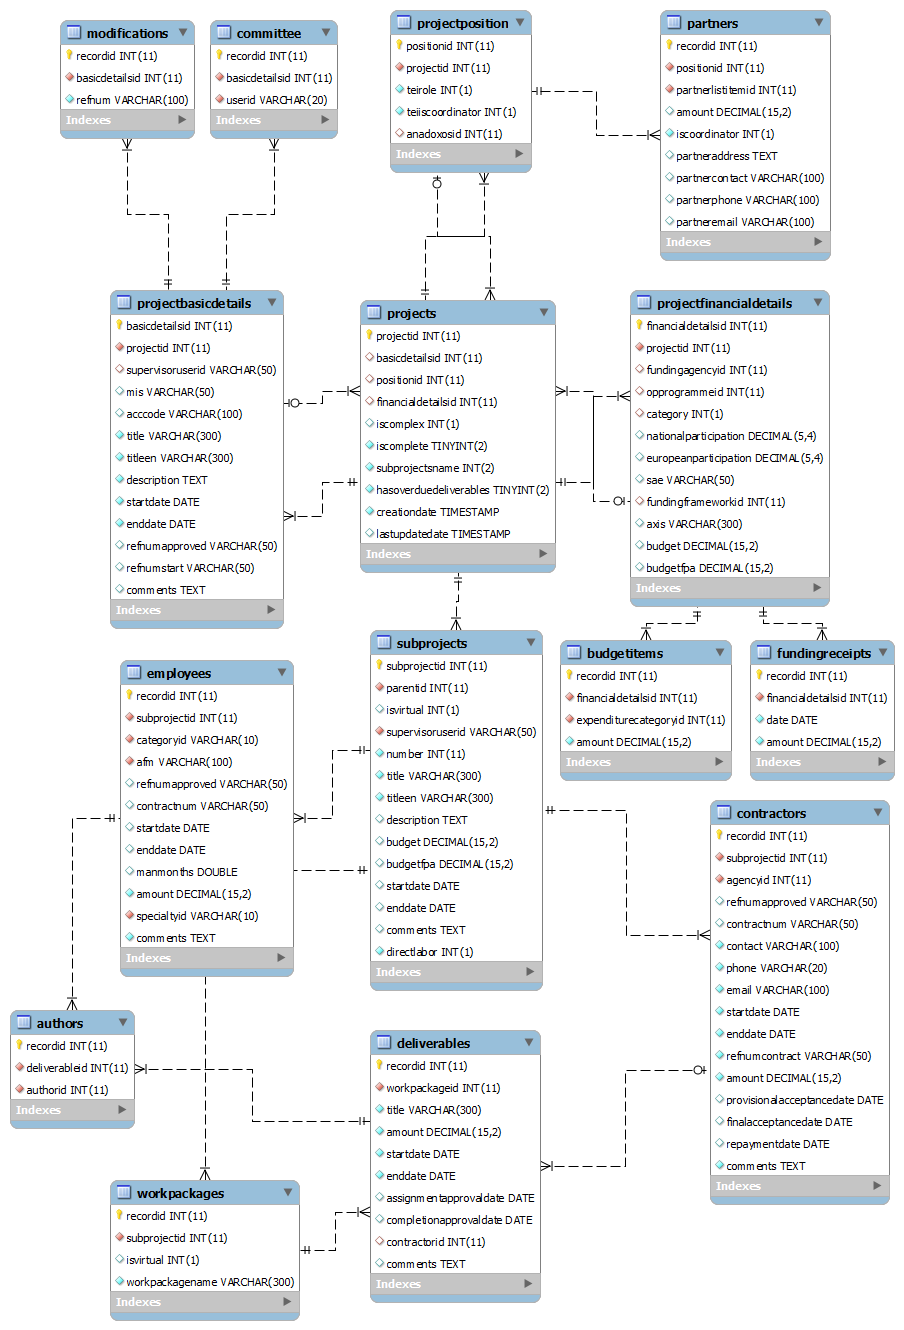 modifications
recordid INT(11)
basicdetailsid INT(11)
refnum VARCHAR(100)
Indexes
committee
recordid INT(11)
basicdetailsid INT(11)
userid VARCHAR(20)
Indexes
projectposition
positionid INT(11)
projectid INT(11)
teirole INT(1)
teiiscoordinator INT(1)
anadoxosid INT(11)
Indexes
partners
recordid INT(11)
positionid INT(11)
partnerlistitemid INT(11)
amount DECIMAL(15,2)
iscoordinator INT(1)
partneraddress TEXT
partnercontact VARCHAR(100)
partnerphone VARCHAR(100)
partneremail VARCHAR(100)
Indexes
projectbasicdetails
basicdetailsid INT(11)
projectid INT(11)
supervisoruserid VARCHAR(50)
mis VARCHAR(50)
acccode VARCHAR(100)
title VARCHAR(300)
titleen VARCHAR(300)
description TEXT
startdate DATE
enddate DATE
refnumapproved VARCHAR(50)
refnumstart VARCHAR(50)
comments TEXT
Indexes
projects
projectid INT(11)
basicdetailsid INT(11)
positionid INT(11)
financialdetailsid INT(11)
iscomplex INT(1)
iscomplete TINYINT(2)
subprojectsname INT(2)
hasoverduedeliverables TINYINT(2)
creationdate TIMESTAMP
lastupdatedate TIMESTAMP
Indexes
projectfinancialdetails
financialdetailsid INT(11)
projectid INT(11)
fundingagencyid INT(11)
opprogrammeid INT(11)
category INT(1)
nationalparticipation DECIMAL(5,4)
europeanparticipation DECIMAL(5,4)
sae VARCHAR(50)
fundingframeworkid INT(11)
axis VARCHAR(300)
budget DECIMAL(15,2)
budgetfpa DECIMAL(15,2)
Indexes
employees
recordid INT(11)
subprojectid INT(11)
categoryid VARCHAR(10)
afm VARCHAR(100)
refnumapproved VARCHAR(50)
contractnum VARCHAR(50)
startdate DATE
enddate DATE
manmonths DOUBLE
amount DECIMAL(15,2)
specialtyid VARCHAR(10)
comments TEXT
Indexes
subprojects
subprojectid INT(11)
parentid INT(11)
isvirtual INT(1)
supervisoruserid VARCHAR(50)
number INT(11)
title VARCHAR(300)
titleen VARCHAR(300)
description TEXT
budget DECIMAL(15,2)
budgetfpa DECIMAL(15,2)
startdate DATE
enddate DATE
comments TEXT
directlabor INT(1)
Indexes
budgetitems
recordid INT(11)
financialdetailsid INT(11)
expenditurecategoryid INT(11)
amount DECIMAL(15,2)
Indexes
fundingreceipts
recordid INT(11)
financialdetailsid INT(11)
date DATE
amount DECIMAL(15,2)
Indexes
contractors
recordid INT(11)
subprojectid INT(11)
agencyid INT(11)
refnumapproved VARCHAR(50)
contractnum VARCHAR(50)
contact VARCHAR(100)
phone VARCHAR(20)
email VARCHAR(100)
startdate DATE
enddate DATE
refnumcontract VARCHAR(50)
amount DECIMAL(15,2)
provisionalacceptancedate DATE
finalacceptancedate DATE
repaymentdate DATE
comments TEXT
Indexes
authors
recordid INT(11)
deliverableid INT(11)
authorid INT(11)
Indexes
deliverables
recordid INT(11)
workpackageid INT(11)
title VARCHAR(300)
amount DECIMAL(15,2)
startdate DATE
enddate DATE
assignmentapprovaldate DATE
completionapprovaldate DATE
contractorid INT(11)
comments TEXT
Indexes
workpackages
recordid INT(11)
subprojectid INT(11)
isvirtual INT(1)
workpackagename VARCHAR(300)
Indexes